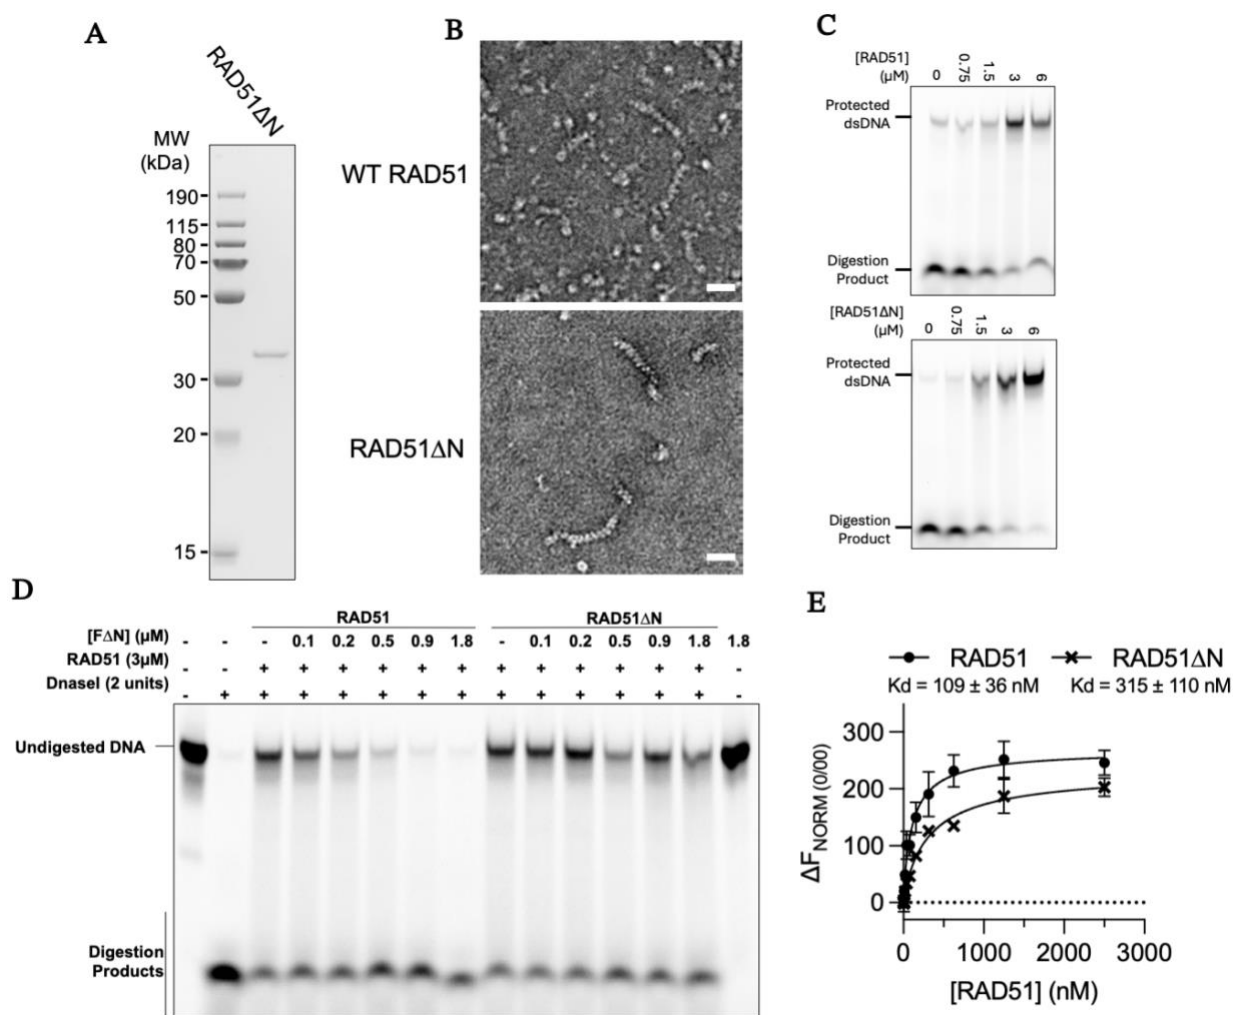 A
RAD51ΔN
MW
(kDa)
190
115
80
70
50
30
20
15
B
WT RAD51
RAD51ΔN
C
[RAD51]
(µM)
0 0.75 1.5 3 6
Protected
dsDNA
Digestion
Product
[RAD51ΔN]
(µM)
0 0.75 1.5 3 6
Protected
dsDNA
Digestion
Product
D
RAD51 RAD51ΔN
[FΔN] (µM) - - - 0.1 0.2 0.5 0.9 1.8 - 0.1 0.2 0.5 0.9 1.8 1.8
RAD51 (3µM) + + + + + + + + + + + + -
DnaseI (2 units) - + + + + + + + + + + + + + -
Undigested DNA
Digestion
Products
E
RAD51 RAD51ΔN
Kd = 109 ± 36 nM Kd = 315 ± 110 nM
ΔFNORM (0/00)
300
200
100
0
0 1000 2000 3000
[RAD51] (nM)